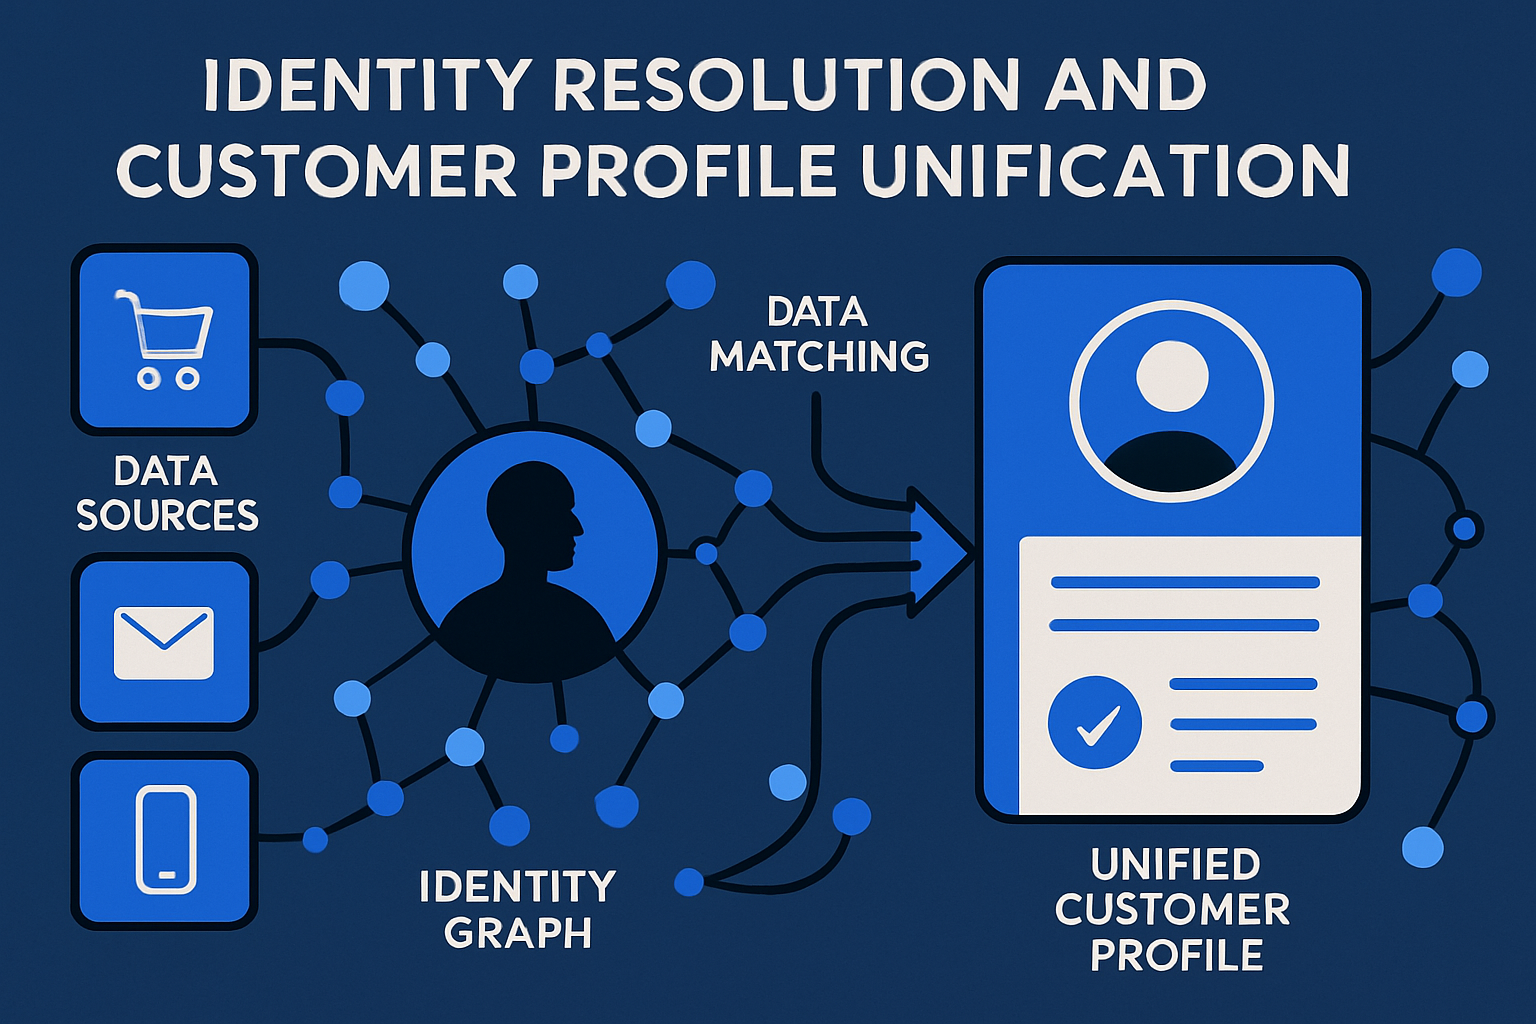 IDENTITY RESOLUTION AND
CUSTOMER PROFILE UNIFICATION
DATA
SOURCES
IDENTITY
GRAPH
DATA
MATCHING
UNIFIED
CUSTOMER
PROFILE